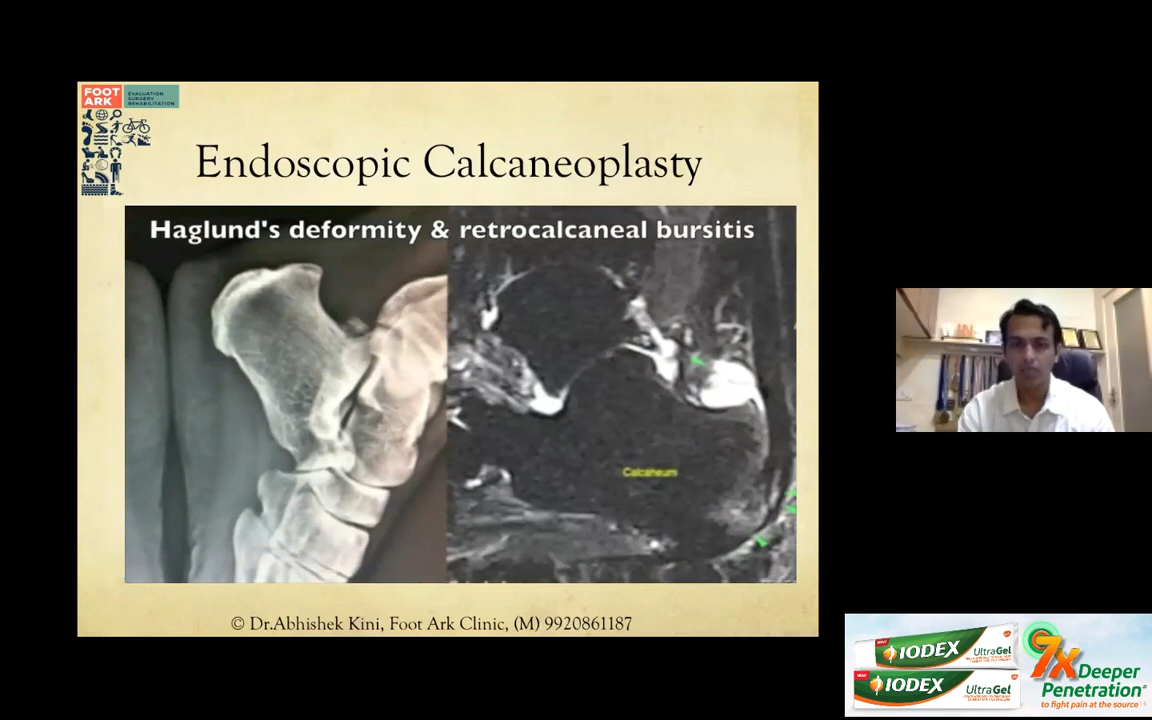 FOOT
ARK
EVALUATION
SURGERY
REHABILITATION
Endoscopic Calcaneoplasty
Haglund's deformity & retrocalcaneal bursitis
Calcaneum
© Dr.Abhishek Kini, Foot Ark Clinic, (M) 9920861187
IODEX
UltraGel
IODEX
UltraGel
7x Deeper
Penetration
to fight pain at the source